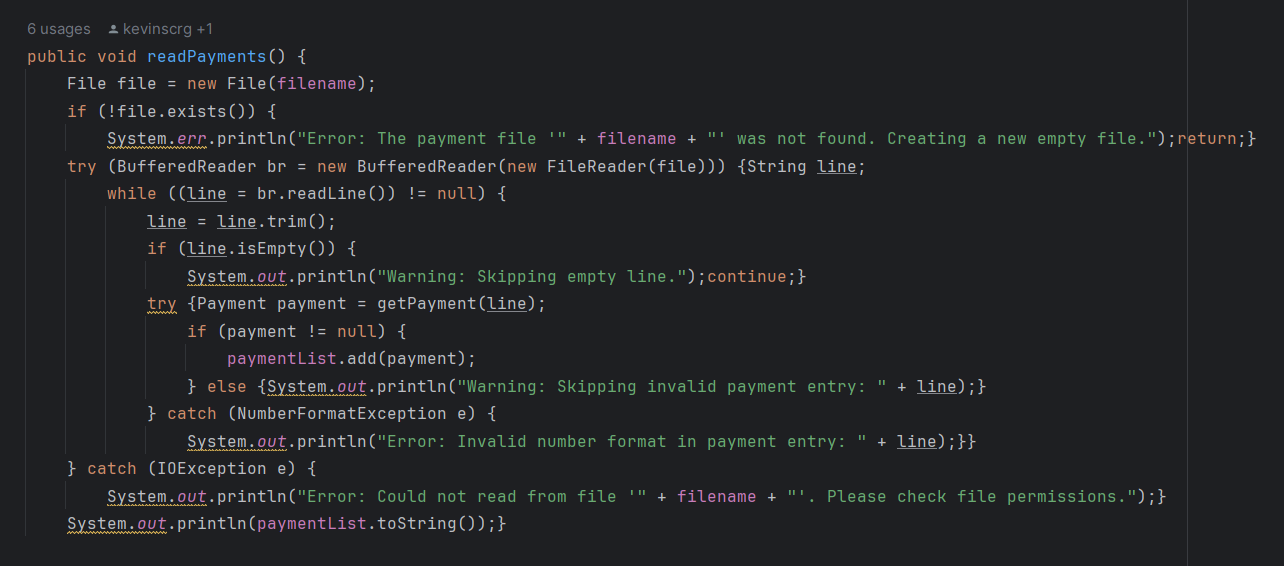 6 usages kevinscrg +1
public void readPayments() {
File file = new File(filename);
if (!file.exists()) {
System.err.println("Error: The payment file '" + filename + "' was not found. Creating a new empty file.");return;}
try (BufferedReader br = new BufferedReader(new FileReader(file))) {String line;
while ((line = br.readLine()) != null) {
line = line.trim();
if (line.isEmpty()) {
System.out.println("Warning: Skipping empty line.");continue;}
try {Payment payment = getPayment(line);
if (payment != null) {
paymentList.add(payment);
} else {System.out.println("Warning: Skipping invalid payment entry: " + line);}
} catch (NumberFormatException e) {
System.out.println("Error: Invalid number format in payment entry: " + line);}}
} catch (IOException e) {
System.out.println("Error: Could not read from file '" + filename + "'. Please check file permissions.");}
System.out.println(paymentList.toString());}